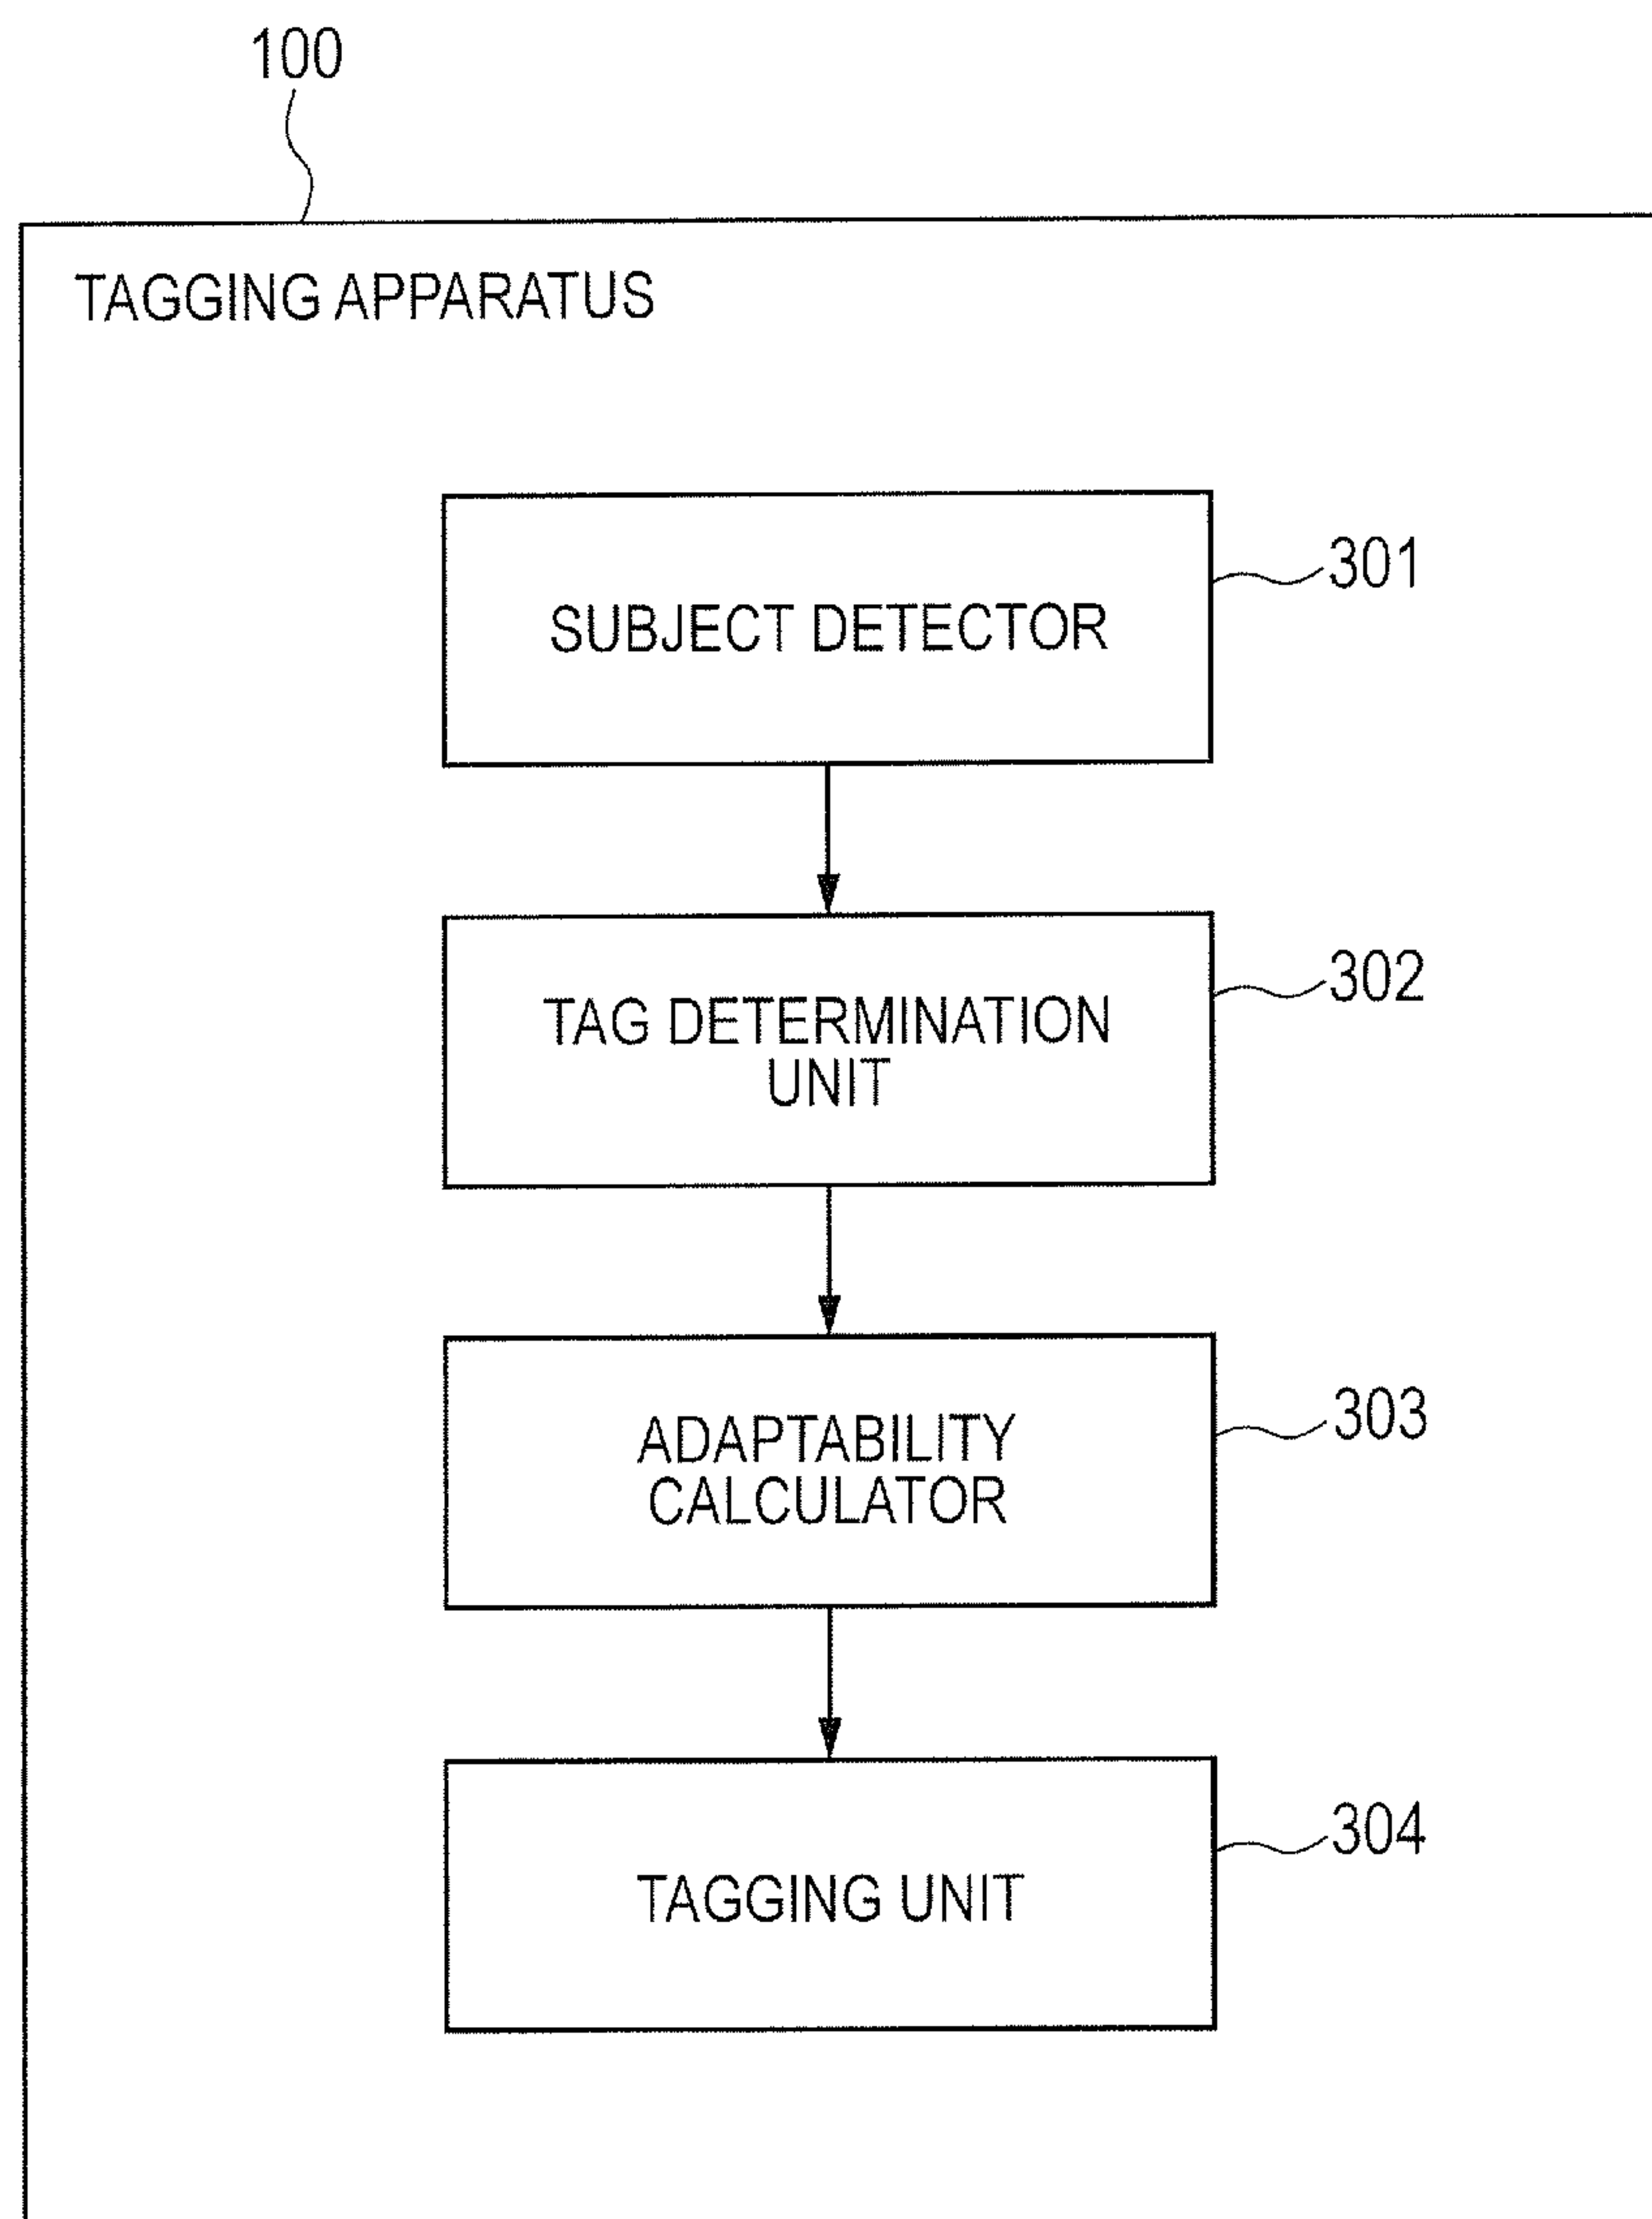 100
TAGGING APPARATUS
SUBJECT DETECTOR
301
TAG DETERMINATION
UNIT
302
ADAPTABILITY
CALCULATOR
303
TAGGING UNIT
304